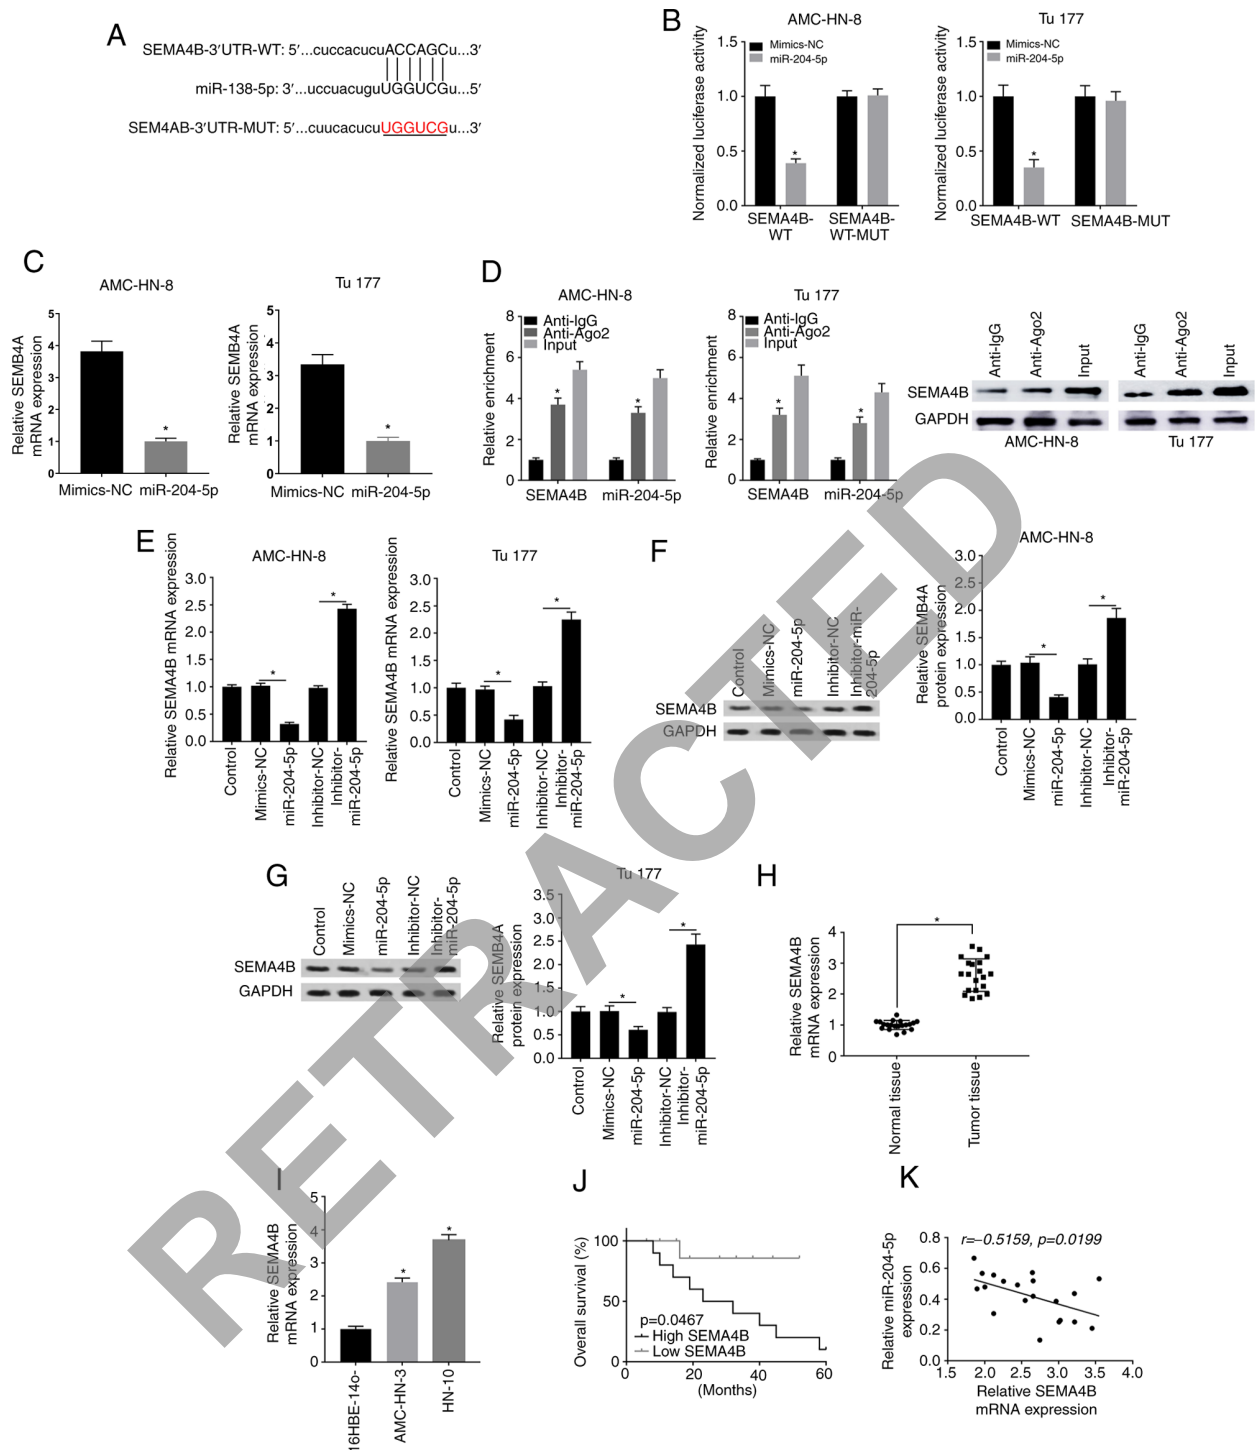 A
SEMA4B-3′UTR-WT: 5′...cuccacucuACCAGCu...3′
miR-138-5p: 3′...uccuacuguUGGUCGu...5′
SEM4AB-3′UTR-MUT: 5′...cuucacucuUGGUCGu...3′
B
AMC-HN-8
Normalized luciferase activity
1.5
1.0
0.5
0.0
Mimics-NC
miR-204-5p
*
SEMA4B-
WT
SEMA4B-
WT-MUT
Tu 177
Normalized luciferase activity
1.5
1.0
0.5
0.0
Mimics-NC
miR-204-5p
*
SEMA4B-WT
SEMA4B-MUT
C
AMC-HN-8
Relative SEMB4A
mRNA expression
5
4
3
2
1
0
*
Mimics-NC
miR-204-5p
Tu 177
Relative SEMB4A
mRNA expression
5
4
3
2
1
0
*
Mimics-NC
miR-204-5p
D
AMC-HN-8
Relative enrichment
8
6
4
2
0
Anti-IgG
Anti-Ago2
Input
*
*
SEMA4B
miR-204-5p
Tu 177
Relative enrichment
8
6
4
2
0
Anti-IgG
Anti-Ago2
Input
*
*
SEMA4B
miR-204-5p
Anti-IgG
Anti-Ago2
Input
Anti-IgG
Anti-Ago2
Input
SEMA4B
GAPDH
AMC-HN-8
Tu 177
E
AMC-HN-8
Relative SEMA4B mRNA expression
3.0
2.5
2.0
1.5
1.0
0.5
0.0
*
*
Control
Mimics-NC
miR-204-5p
Inhibitor-NC
Inhibitor-
miR-204-5p
Tu 177
Relative SEMA4B mRNA expression
3.0
2.5
2.0
1.5
1.0
0.5
0.0
*
*
Control
Mimics-NC
miR-204-5p
Inhibitor-NC
Inhibitor-
miR-204-5p
F
Control
Mimics-NC
miR-204-5p
Inhibitor-NC
Inhibitor-miR-
204-5p
SEMA4B
GAPDH
AMC-HN-8
Relative SEMB4A
protein expression
3.0
2.5
2.0
1.5
1.0
0.5
0.0
*
*
Control
Mimics-NC
miR-204-5p
Inhibitor-NC
Inhibitor-
miR-204-5p
G
Control
Mimics-NC
miR-204-5p
Inhibitor-NC
Inhibitor-
miR-204-5p
SEMA4B
GAPDH
Tu 177
Relative SEMB4A
protein expression
3.5
3.0
2.5
2.0
1.5
1.0
0.5
0.0
*
*
Control
Mimics-NC
miR-204-5p
Inhibitor-NC
Inhibitor-
miR-204-5p
H
Relative SEMA4B
mRNA expression
4
3
2
1
0
*
Normal tissue
Tumor tissue
I
Relative SEMA4B
mRNA expression
5
4
3
2
1
0
*
*
16HBE-14o-
AMC-HN-3
HN-10
J
Overall survival (%)
100
50
0
p=0.0467
High SEMA4B
Low SEMA4B
0
20
40
60
(Months)
K
Relative miR-204-5p
expression
0.8
0.6
0.4
0.2
0.0
r=−0.5159, p=0.0199
1.5
2.0
2.5
3.0
3.5
4.0
Relative SEMA4B
mRNA expression
RETRACTED